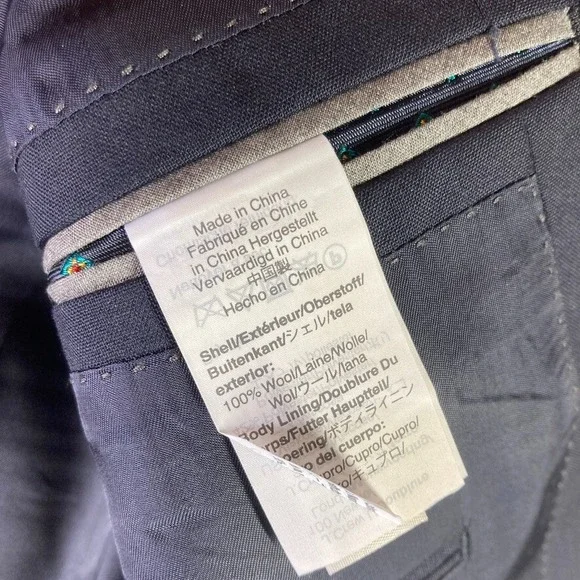 Made in China
Fabriqué en Chine
in China Hergestellt
Vervaardigd in China
中国製
Hecho en China
Shell/Extérieur/Oberstoff/
Buitenkant/シェル/tela
exterior:
100% Wool/Laine/Wolle/
Wol/ウール/lana
Body Lining/Doublure Du
rps/Futter Hauptteil/
ering/ボディライニン
o del cuerpo:
pro/Cupro/Cupro/
キュプロ/